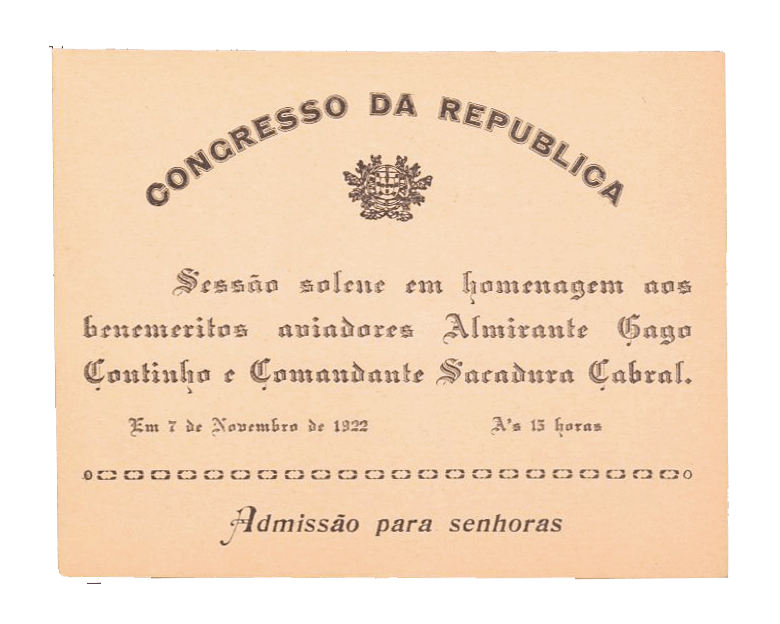 CONGRESSO DA REPUBLICA
Sessão solene em homenagem aos
benemeritos aviadores Almirante Gago
Coutinho e Comandante Sacadura Cabral.
Em 7 de Novembro de 1922 A's 15 horas
Admissão para senhoras